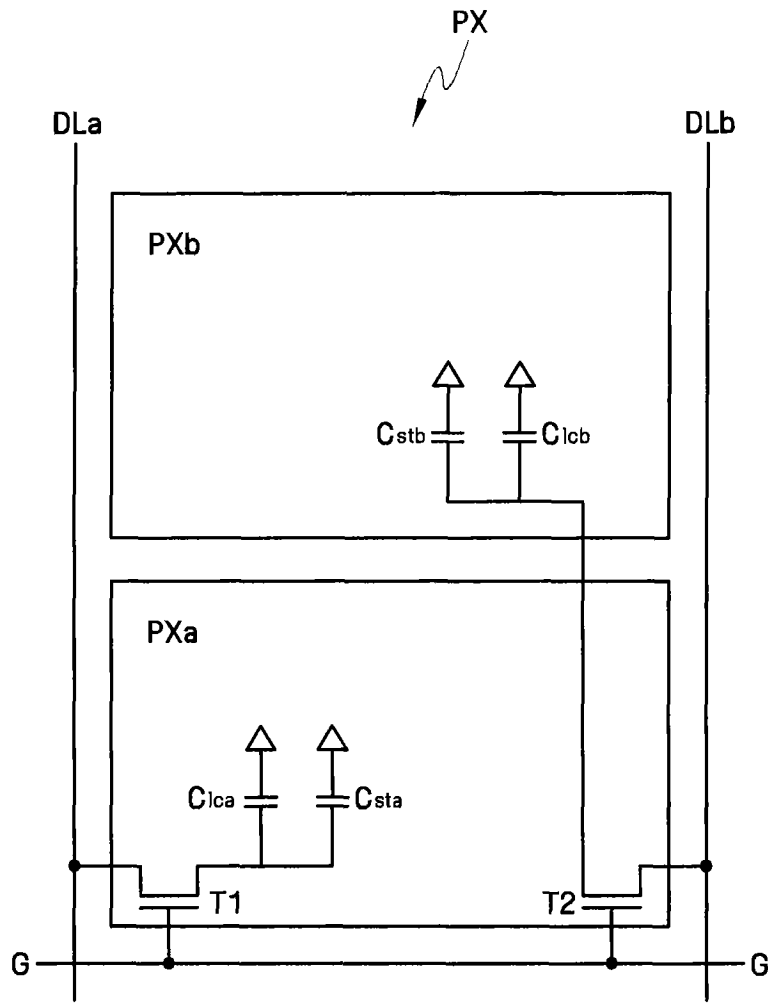 PX
DLa DLb
PXb
Cstb Clcb
PXa
Clca Csta
T1 T2
G G